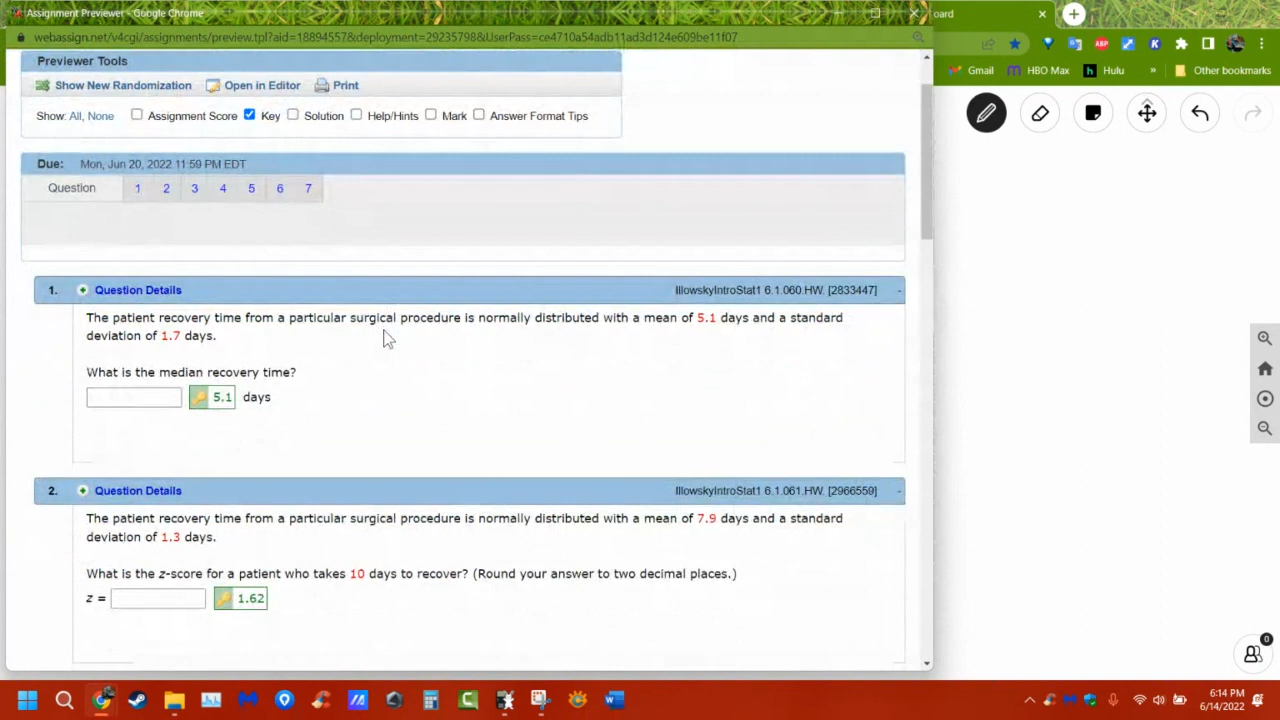 Assignment Previewer - Google Chrome
oard
webassign.net/v4cgi/assignments/preview.tpl?aid=18894557&deployment=29235798&UserPass=ce4710a54adb11ad3d124e609be11f07
Gmail HBO Max Hulu » Other bookmarks
Previewer Tools
Show New Randomization Open in Editor Print
Show: All, None Assignment Score Key Solution Help/Hints Mark Answer Format Tips
Due: Mon, Jun 20, 2022 11:59 PM EDT
Question 1 2 3 4 5 6 7
1. Question Details IllowskyIntroStat1 6.1.060.HW. [2833447] -
The patient recovery time from a particular surgical procedure is normally distributed with a mean of 5.1 days and a standard
deviation of 1.7 days.
What is the median recovery time?
5.1 days
2. Question Details IllowskyIntroStat1 6.1.061.HW. [2966559] -
The patient recovery time from a particular surgical procedure is normally distributed with a mean of 7.9 days and a standard
deviation of 1.3 days.
What is the z-score for a patient who takes 10 days to recover? (Round your answer to two decimal places.)
z = 1.62
0
6:14 PM
6/14/2022